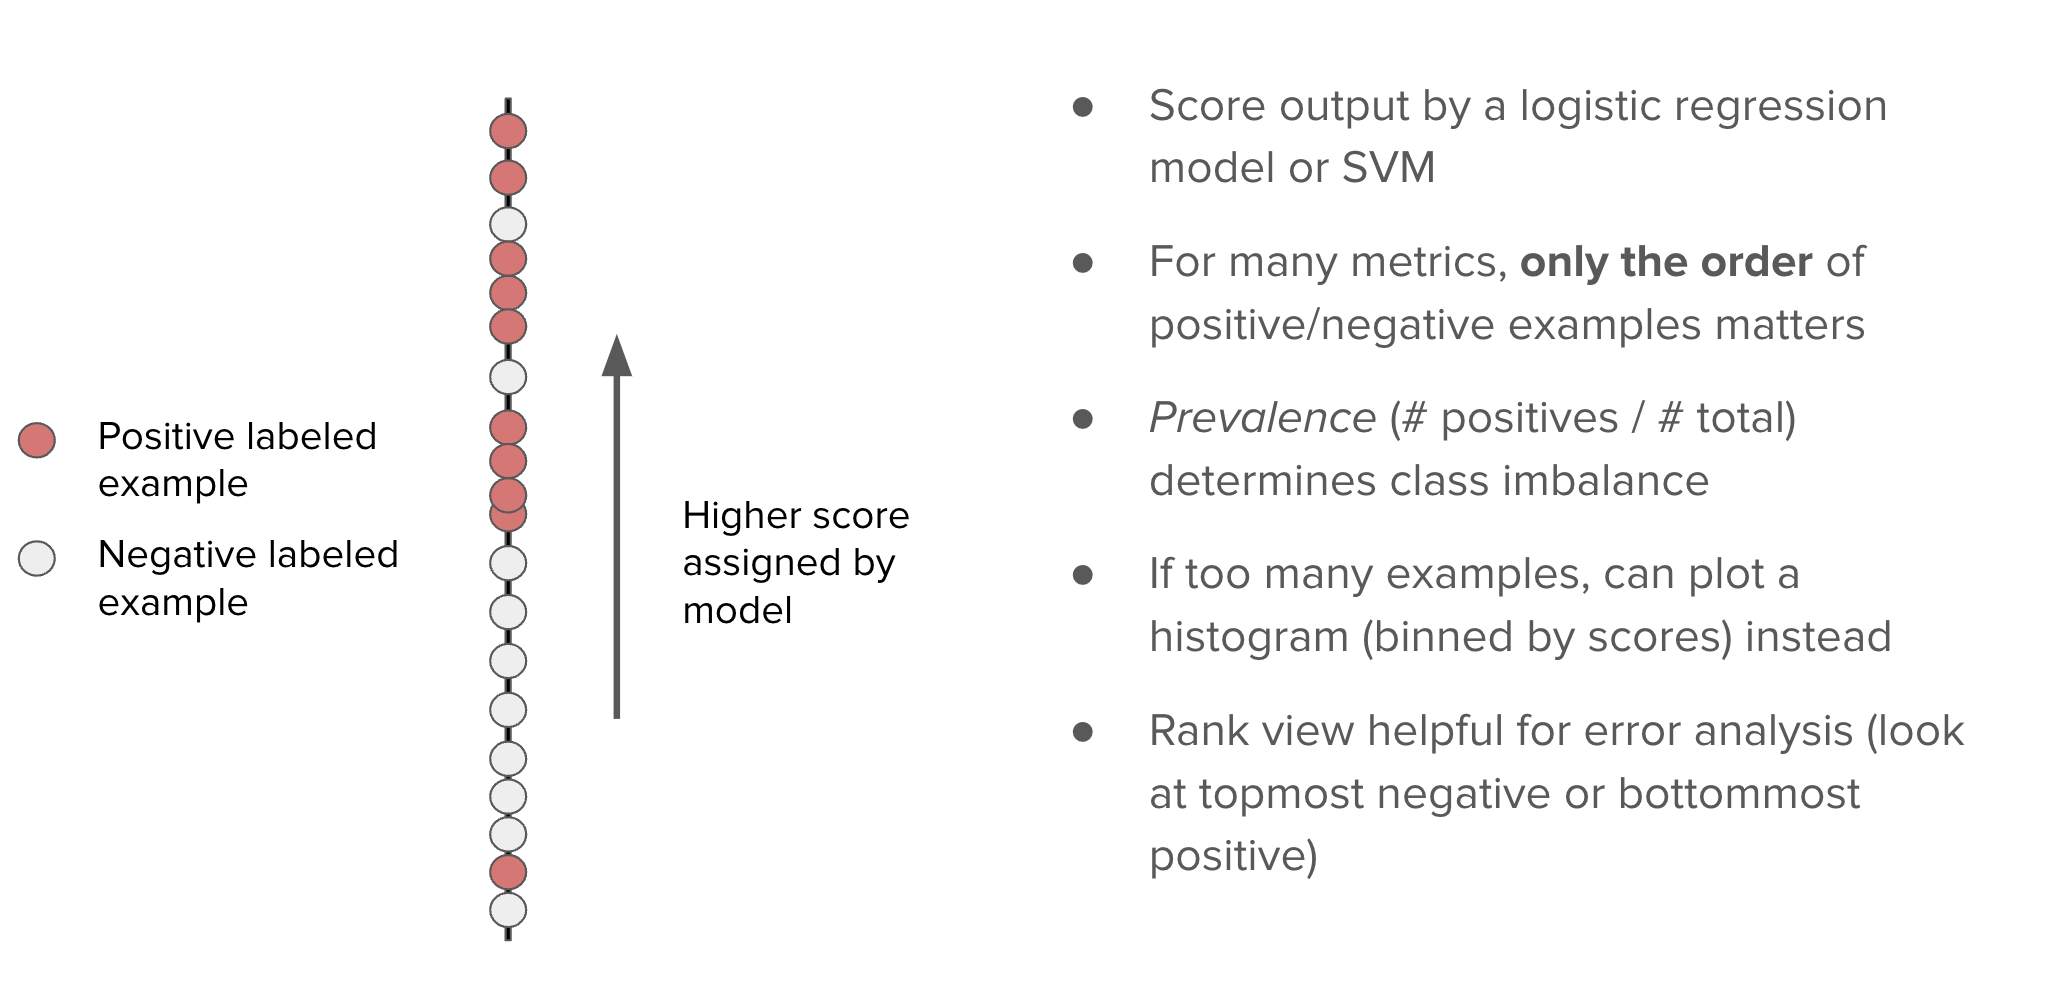 Positive labeled
example
Negative labeled
example
Higher score
assigned by
model
● Score output by a logistic regression
model or SVM
● For many metrics, only the order of
positive/negative examples matters
● Prevalence (# positives / # total)
determines class imbalance
● If too many examples, can plot a
histogram (binned by scores) instead
● Rank view helpful for error analysis (look
at topmost negative or bottommost
positive)